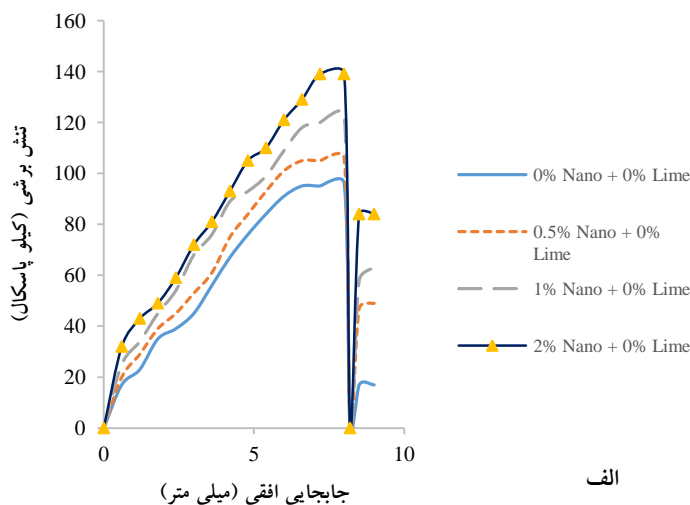 160
140
120
100
80
60
40
20
0
0
5
10
تنش برشی (کیلو پاسکال)
جابجایی افقی (میلی متر)
0% Nano + 0% Lime
0.5% Nano + 0%
Lime
1% Nano + 0% Lime
2% Nano + 0% Lime
الف